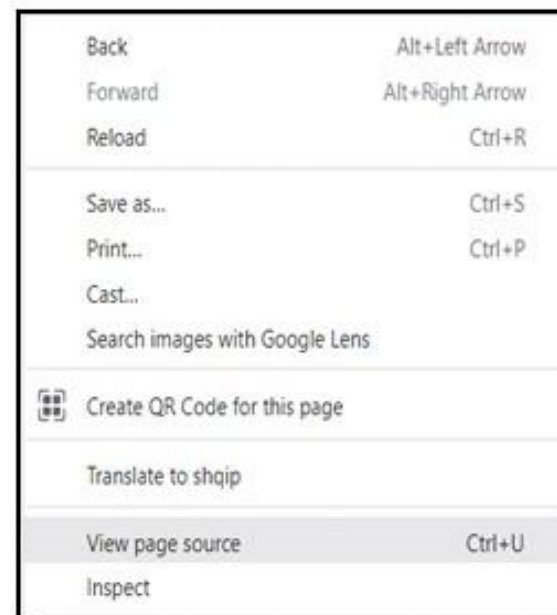 Back Alt+Left Arrow
Forward Alt+Right Arrow
Reload Ctrl+R
Save as... Ctrl+S
Print... Ctrl+P
Cast...
Search images with Google Lens
Create QR Code for this page
Translate to shqip
View page source Ctrl+U
Inspect